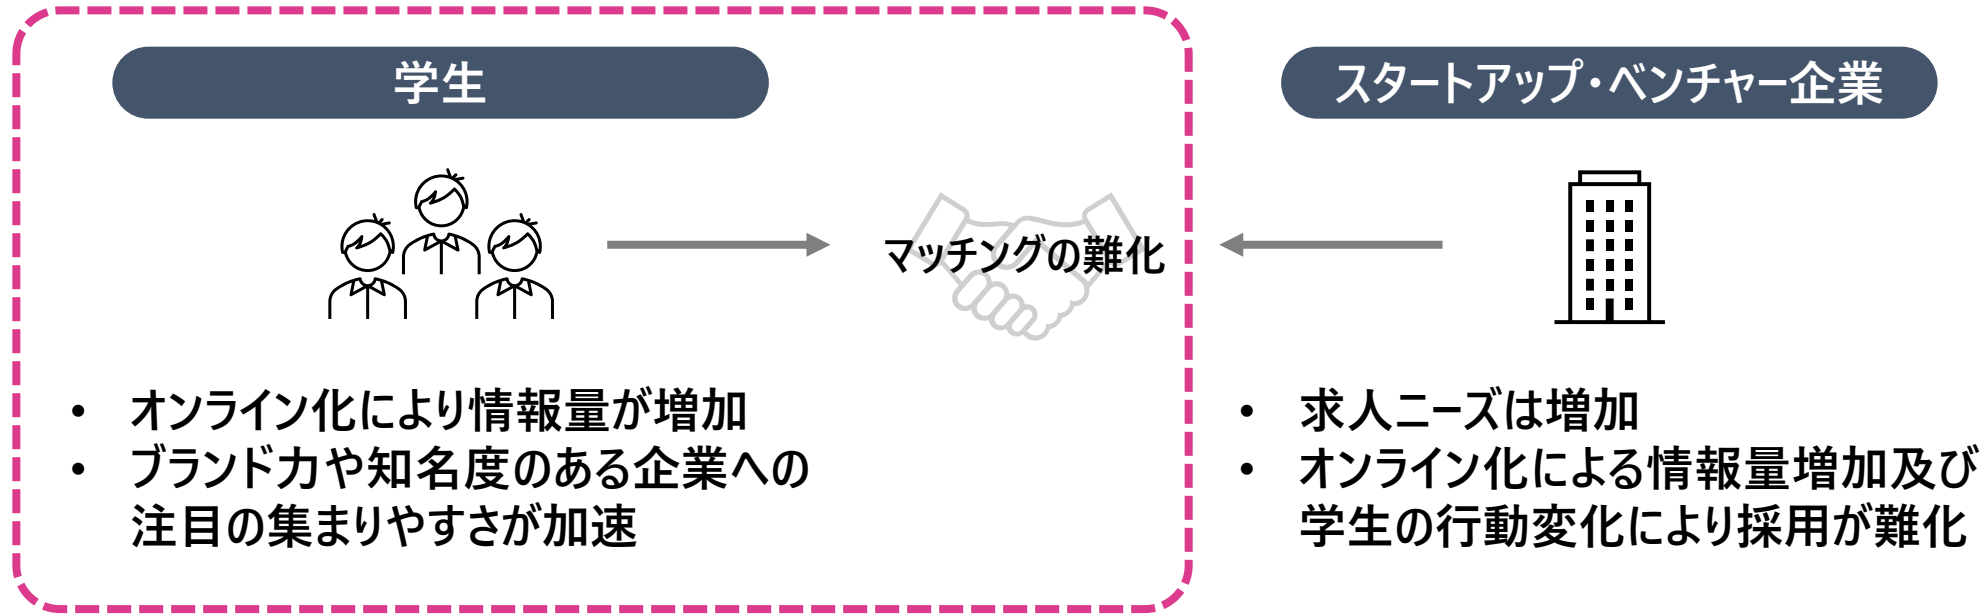 学生
スタートアップ・ベンチャー企業
マッチングの難化
• オンライン化により情報量が増加
• ブランド力や知名度のある企業への
注目の集まりやすさが加速
• 求人ニーズは増加
• オンライン化による情報量増加及び
学生の行動変化により採用が難化